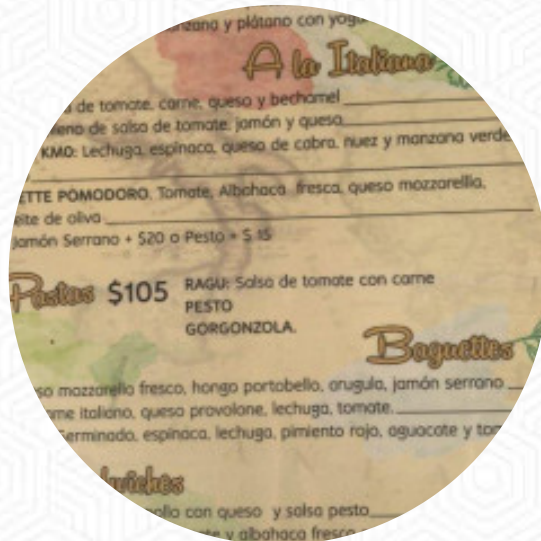 y plátano con
A la Italiana
de tomate, carne, queso y bechamel
de salsa de tomate, jamón y queso
KMO: Lechuga, espinaca, queso de cabra, nuez y manzana verde
ETTE POMODORO. Tomate, Albahaca fresca, queso mozzarellia,
de oliva
Jamón Serrano + $20 o Pesto + $ 15
Pastas $105 RAGU: Salsa de tomate con carne
PESTO
GORGONZOLA.
Baguettes
mozzarella fresco, hongo portobello, arugula, jamón serrano
italiano, queso provolone, lechuga, tomate.
espinaca, lechuga, pimiento rojo, aguacate y
con queso y salsa pesto
y albahaca fresca